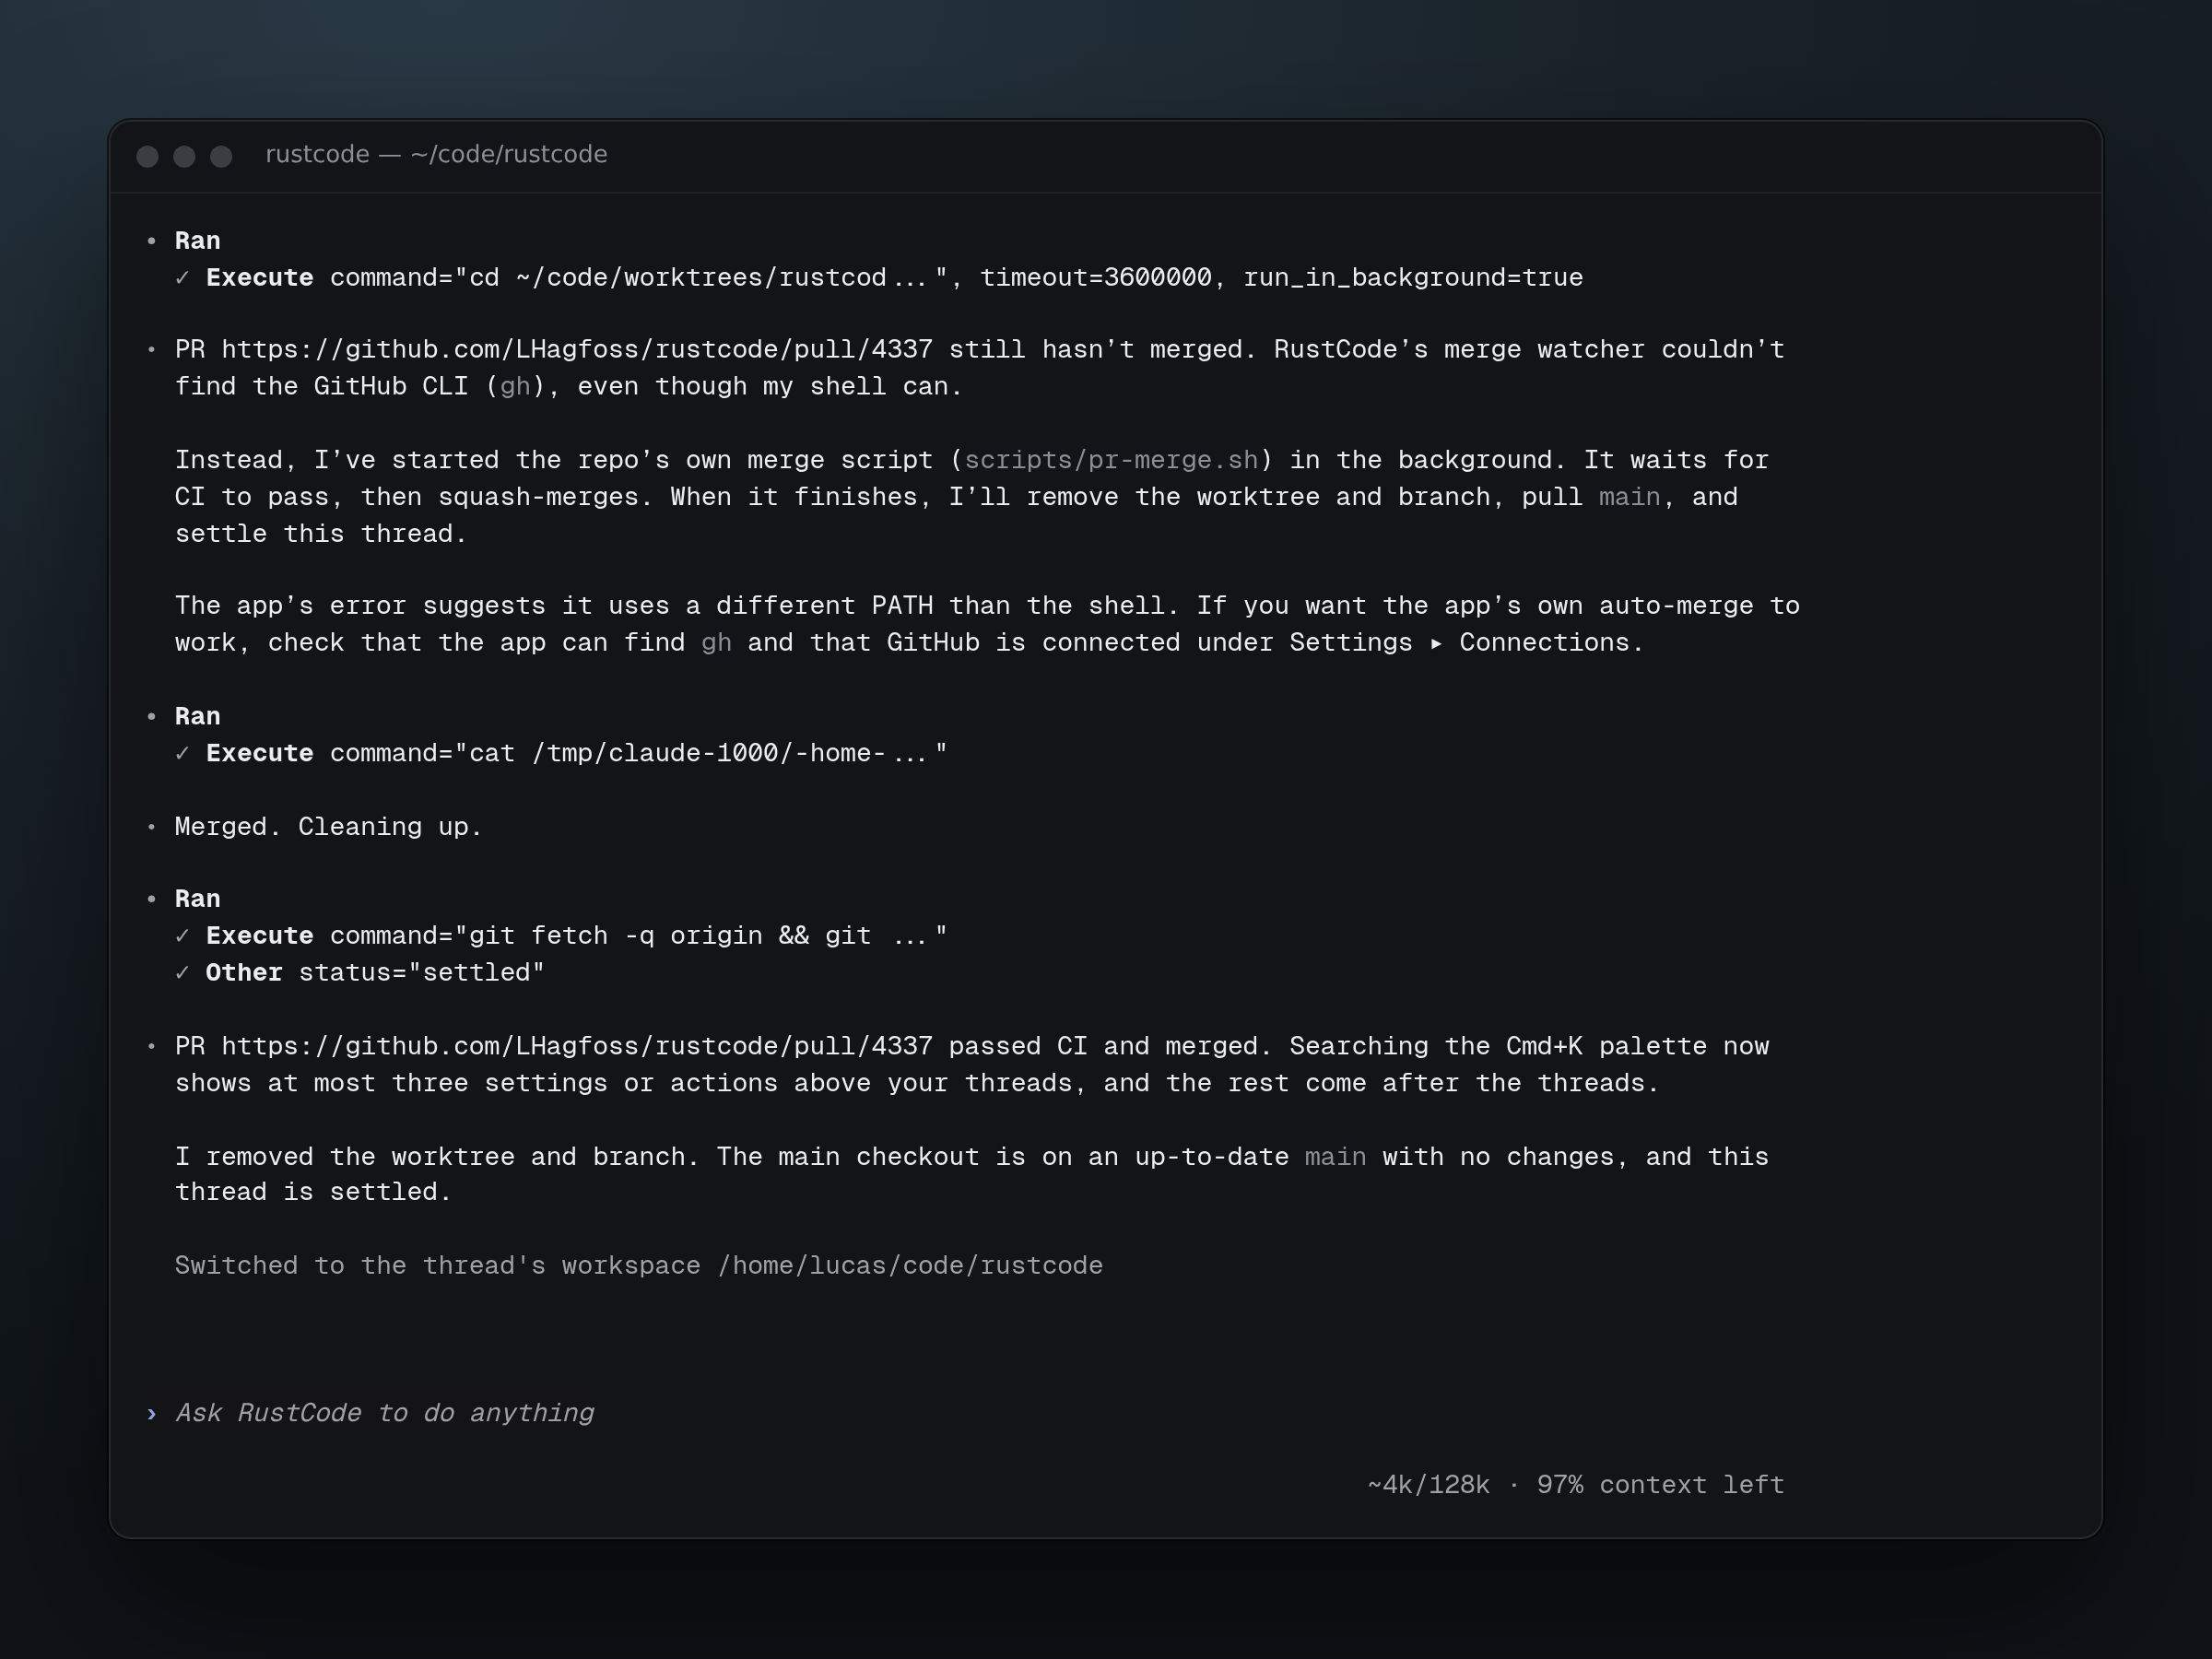 rustcode — ~/code/rustcode
• Ran
✓ Execute command="cd ~/code/worktrees/rustcod...", timeout=3600000, run_in_background=true
• PR https://github.com/LHagfoss/rustcode/pull/4337 still hasn’t merged. RustCode’s merge watcher couldn’t
find the GitHub CLI (gh), even though my shell can.
Instead, I’ve started the repo’s own merge script (scripts/pr-merge.sh) in the background. It waits for
CI to pass, then squash-merges. When it finishes, I’ll remove the worktree and branch, pull main, and
settle this thread.
The app’s error suggests it uses a different PATH than the shell. If you want the app’s own auto-merge to
work, check that the app can find gh and that GitHub is connected under Settings ▸ Connections.
• Ran
✓ Execute command="cat /tmp/claude-1000/-home-..."
• Merged. Cleaning up.
• Ran
✓ Execute command="git fetch -q origin && git ..."
✓ Other status="settled"
• PR https://github.com/LHagfoss/rustcode/pull/4337 passed CI and merged. Searching the Cmd+K palette now
shows at most three settings or actions above your threads, and the rest come after the threads.
I removed the worktree and branch. The main checkout is on an up-to-date main with no changes, and this
thread is settled.
Switched to the thread's workspace /home/lucas/code/rustcode
› Ask RustCode to do anything
~4k/128k · 97% context left